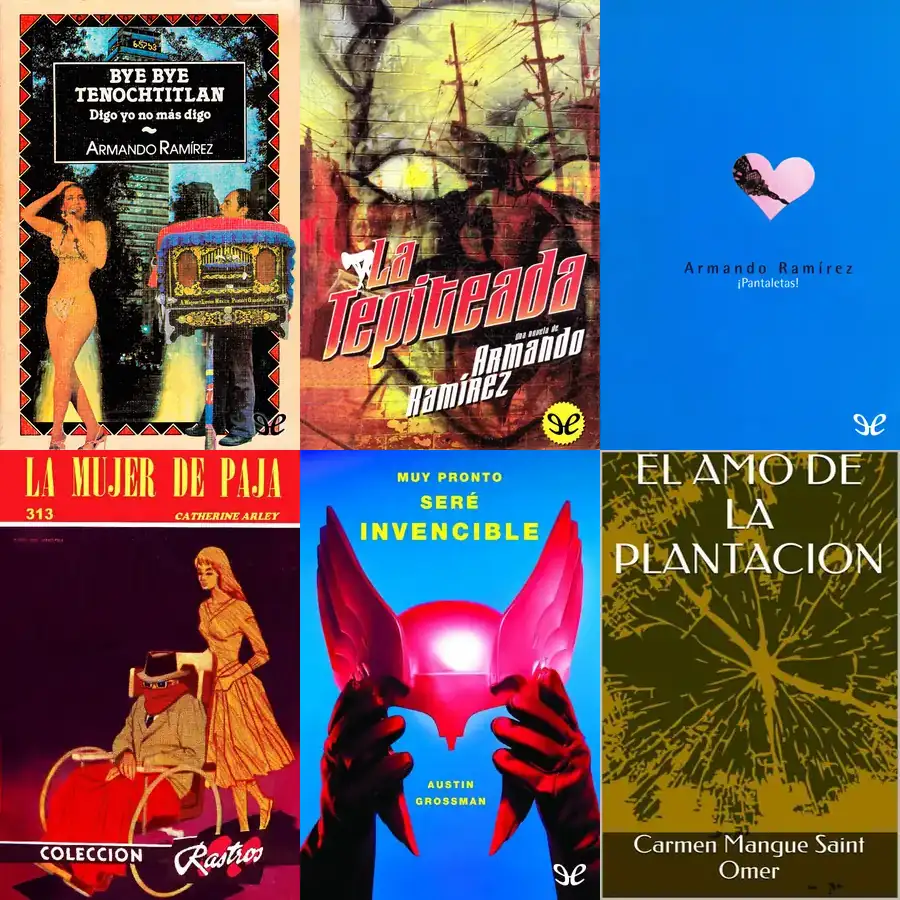 BYE BYE
TENOCHTITLAN
Digo yo no más digo
~
ARMANDO RAMÍREZ
La
Tepiteada
una novela de
ARMANDO
RAMÍREZ
Armando Ramírez
¡Pantaletas!
LA MUJER DE PAJA
313
CATHERINE ARLEY
COLECCION
Rastros
MUY PRONTO
SERÉ
INVENCIBLE
AUSTIN
GROSSMAN
EL AMO DE
LA
PLANTACION
Carmen Mangue Saint
Omer